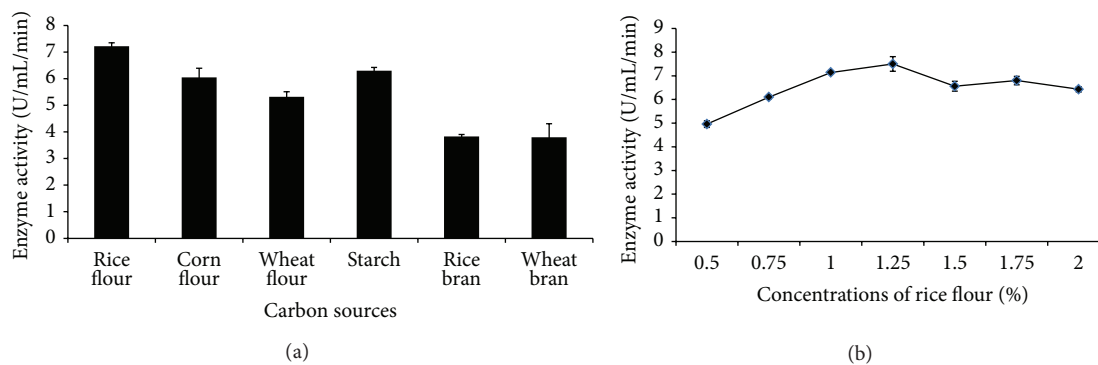 Enzyme activity (U/mL/min)
8
7
6
5
4
3
2
1
0
Rice flour
Corn flour
Wheat flour
Starch
Rice bran
Wheat bran
Carbon sources
(a)
Enzyme activity (U/mL/min)
9
8
7
6
5
4
3
2
1
0
0.5 0.75 1 1.25 1.5 1.75 2
Concentrations of rice flour (%)
(b)